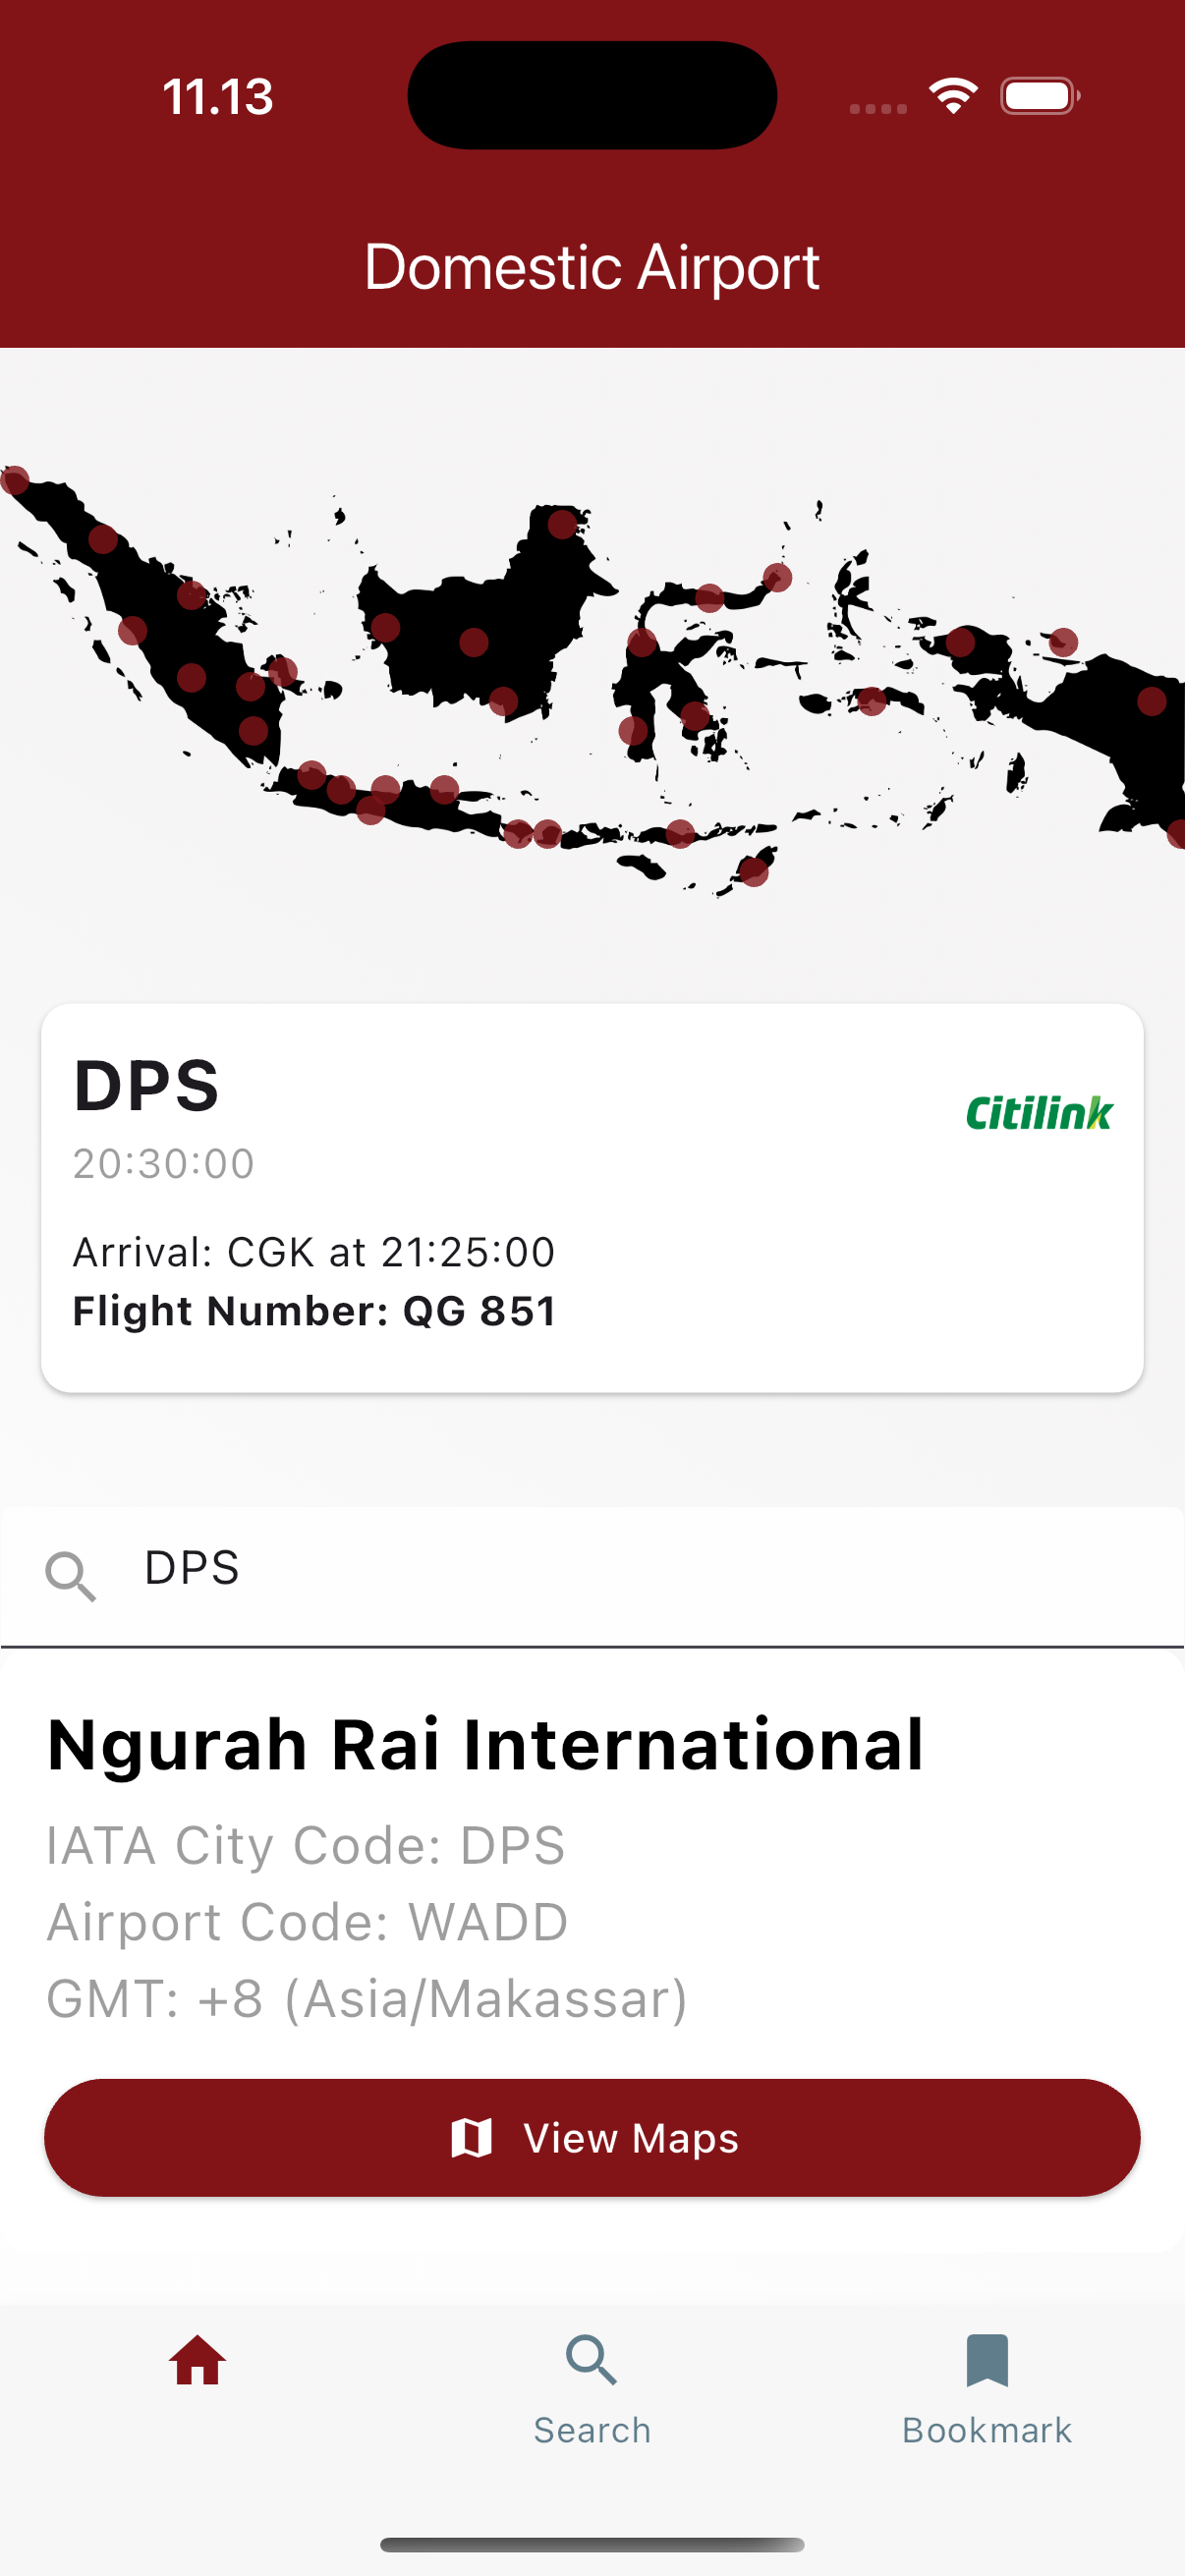 11.13
Domestic Airport
DPS
Citilink
20:30:00
Arrival: CGK at 21:25:00
Flight Number: QG 851
DPS
Ngurah Rai International
IATA City Code: DPS
Airport Code: WADD
GMT: +8 (Asia/Makassar)
View Maps
Search
Bookmark